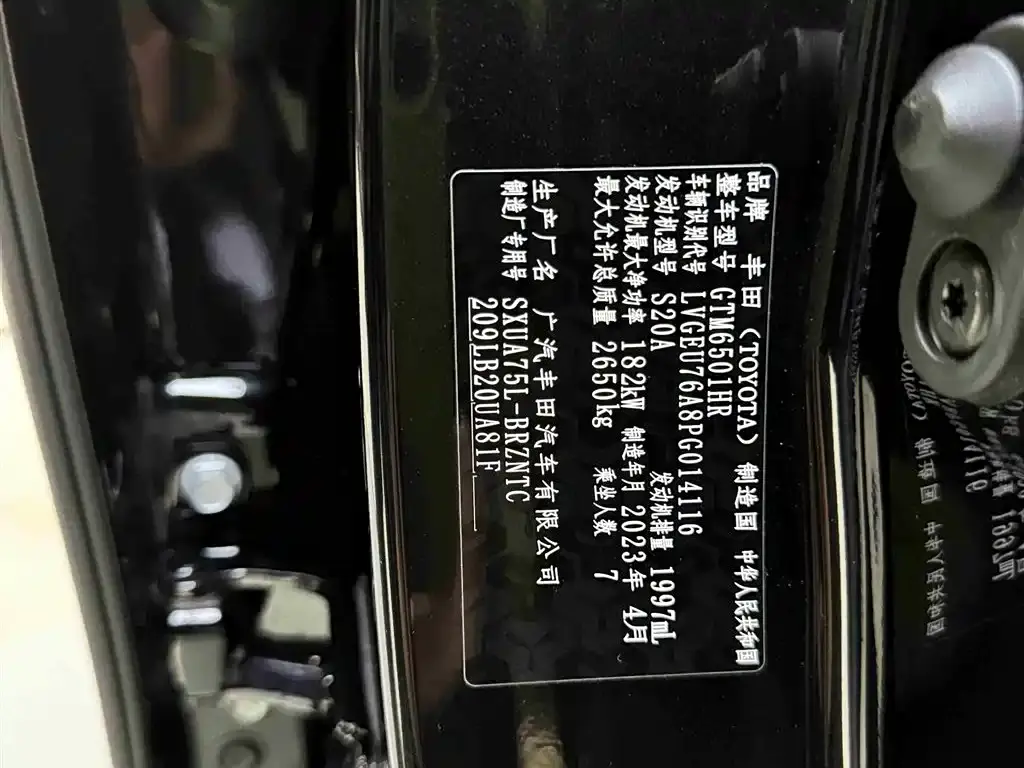 品牌 丰田（TOYOTA） 制造国 中华人民共和国
整车型号 GTM6501HR
车辆识别代号 LVGEU76A8PG014116
发动机型号 S20A 发动机排量 1997mL
发动机最大净功率 182kW 制造年月 2023年 4月
最大允许总质量 2650kg 乘坐人数 7
生产厂名 广汽丰田汽车有限公司
制造厂专用号 SXUA75L-BRZNTC
209LB20UA81F